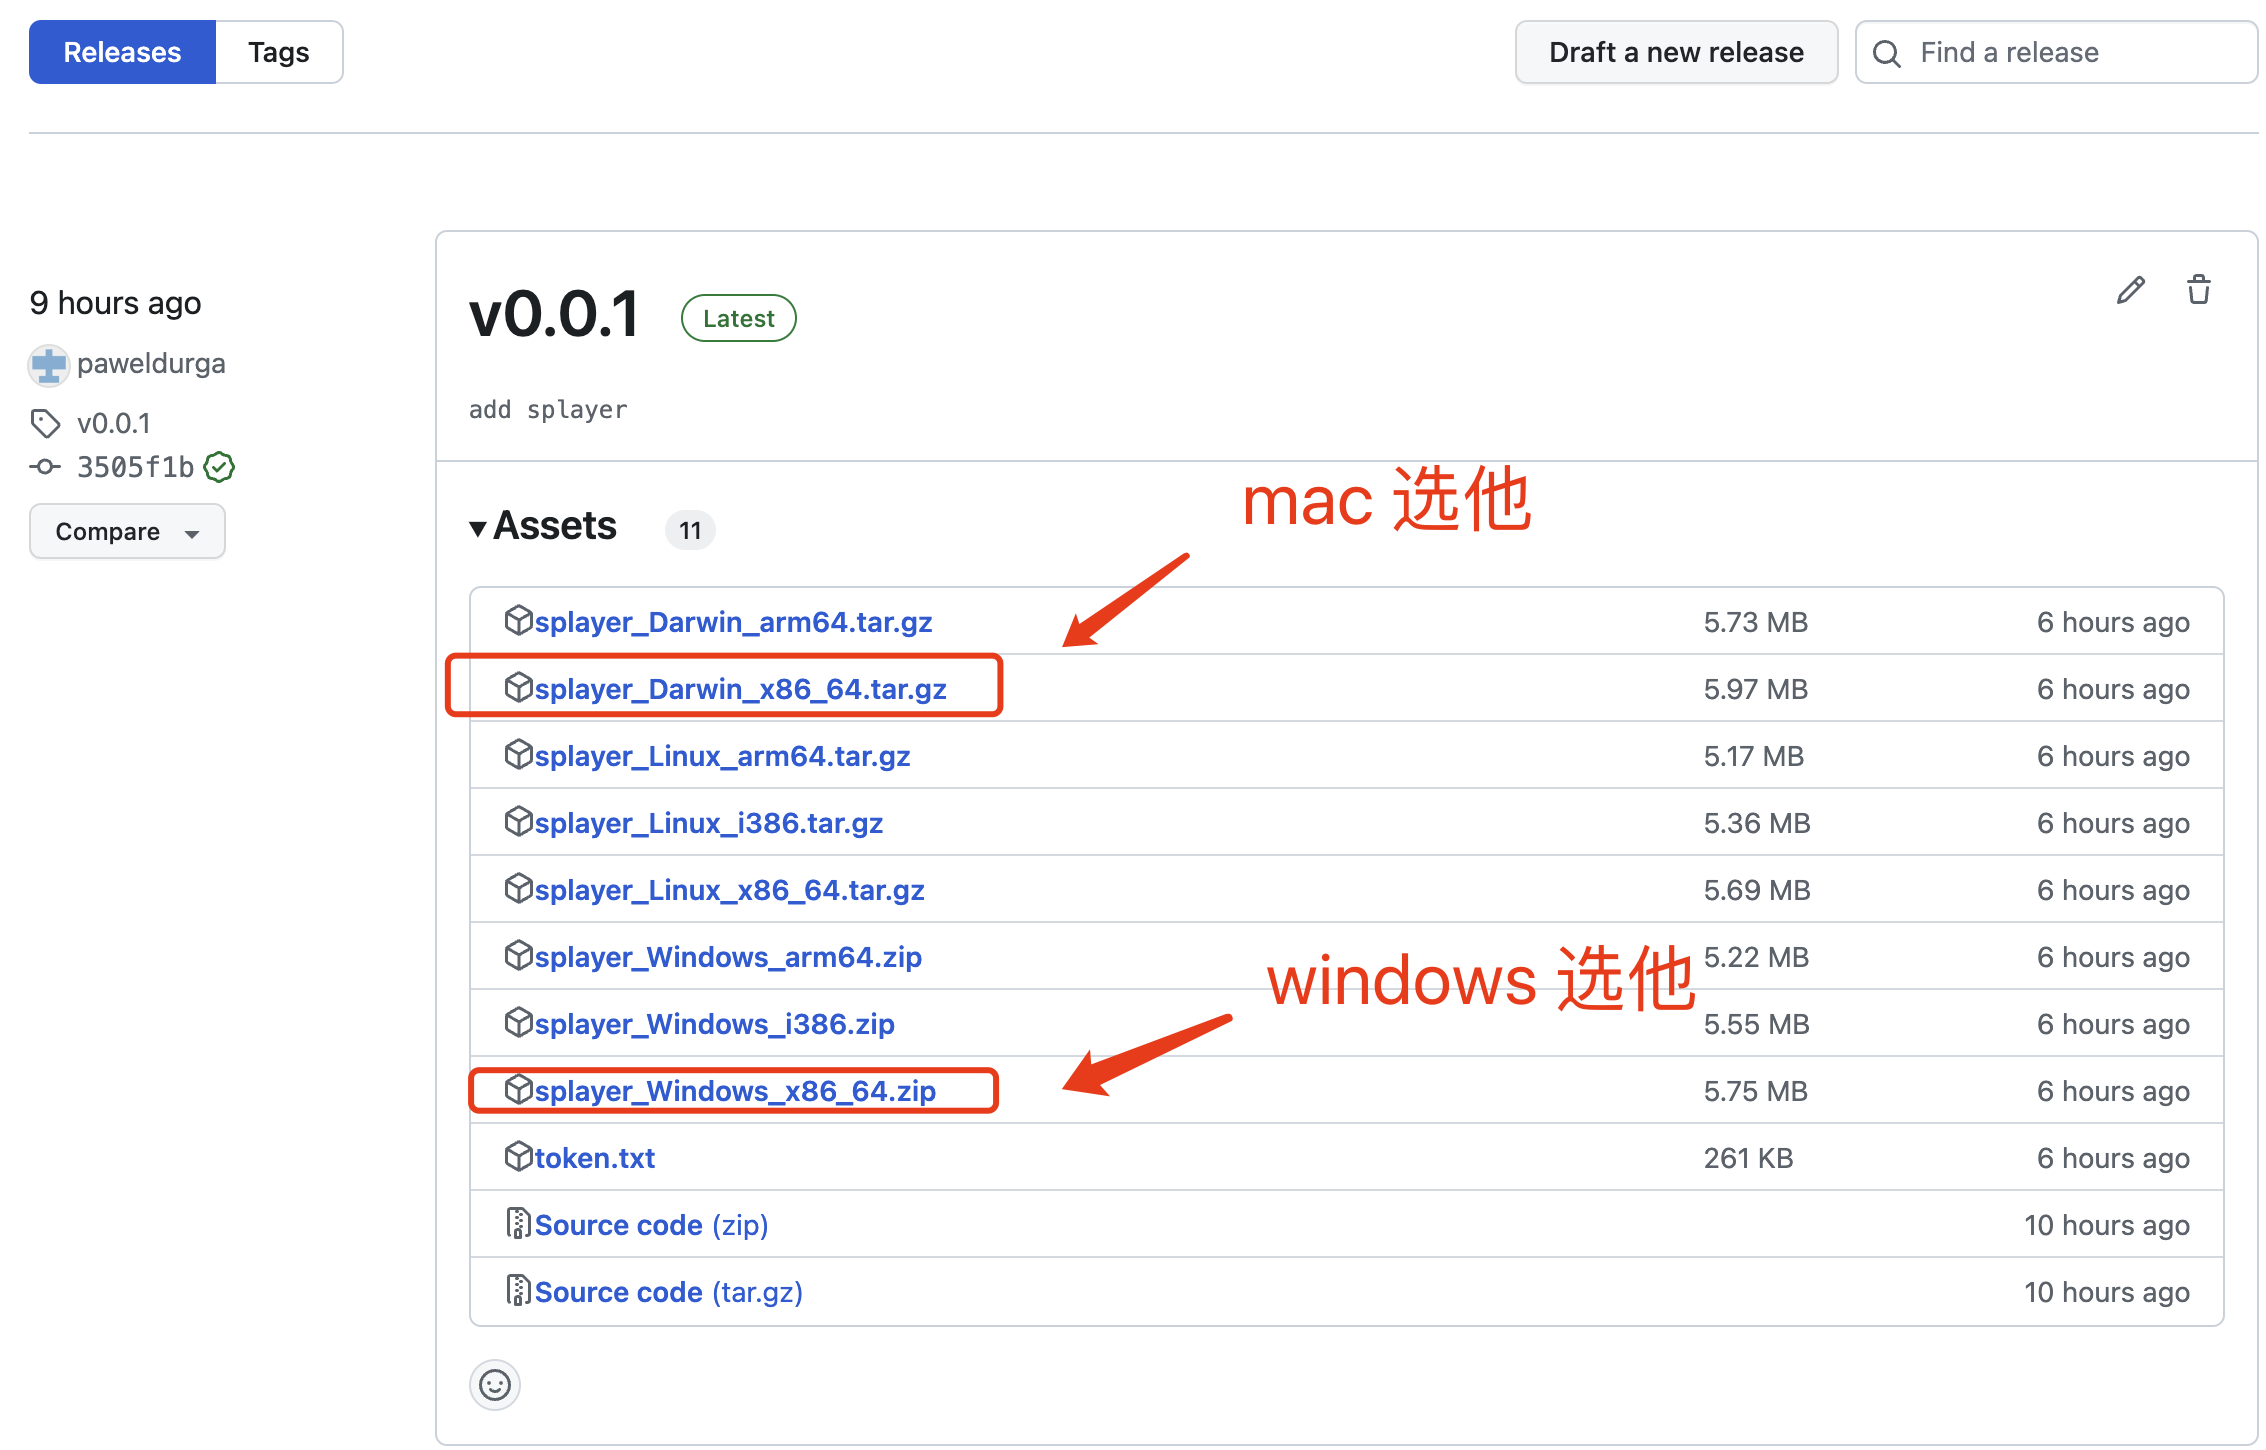 Releases
Tags
Draft a new release
Find a release
9 hours ago
paweldurga
v0.0.1
3505f1b
Compare
v0.0.1
Latest
add splayer
Assets
11
mac 选他
splayer_Darwin_arm64.tar.gz 5.73 MB 6 hours ago
splayer_Darwin_x86_64.tar.gz 5.97 MB 6 hours ago
splayer_Linux_arm64.tar.gz 5.17 MB 6 hours ago
splayer_Linux_i386.tar.gz 5.36 MB 6 hours ago
splayer_Linux_x86_64.tar.gz 5.69 MB 6 hours ago
splayer_Windows_arm64.zip 5.22 MB 6 hours ago
windows 选他
splayer_Windows_i386.zip 5.55 MB 6 hours ago
splayer_Windows_x86_64.zip 5.75 MB 6 hours ago
token.txt 261 KB 6 hours ago
Source code (zip) 10 hours ago
Source code (tar.gz) 10 hours ago